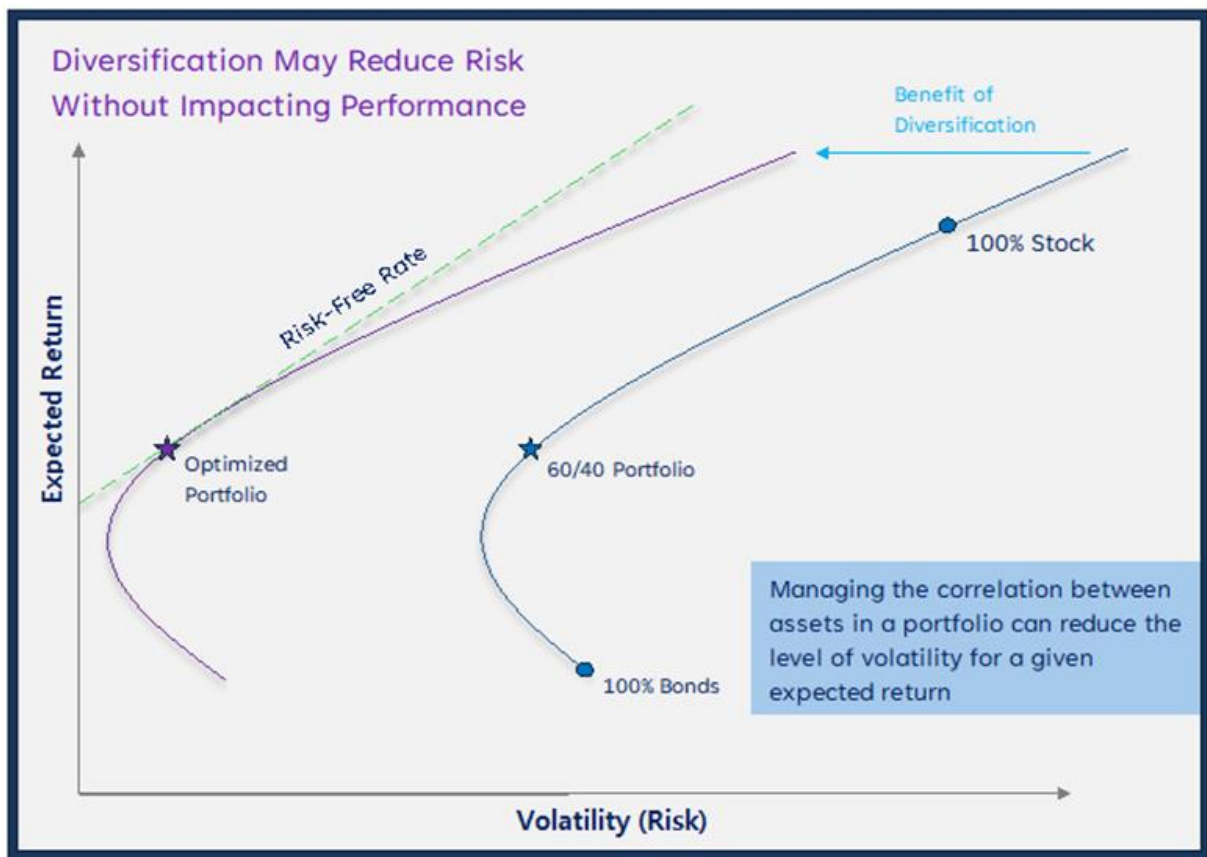 Diversification May Reduce Risk
Without Impacting Performance
Benefit of
Diversification
100% Stock
Risk-Free Rate
Expected Return
Optimized
Portfolio
60/40 Portfolio
Managing the correlation between
assets in a portfolio can reduce the
level of volatility for a given
expected return
100% Bonds
Volatility (Risk)